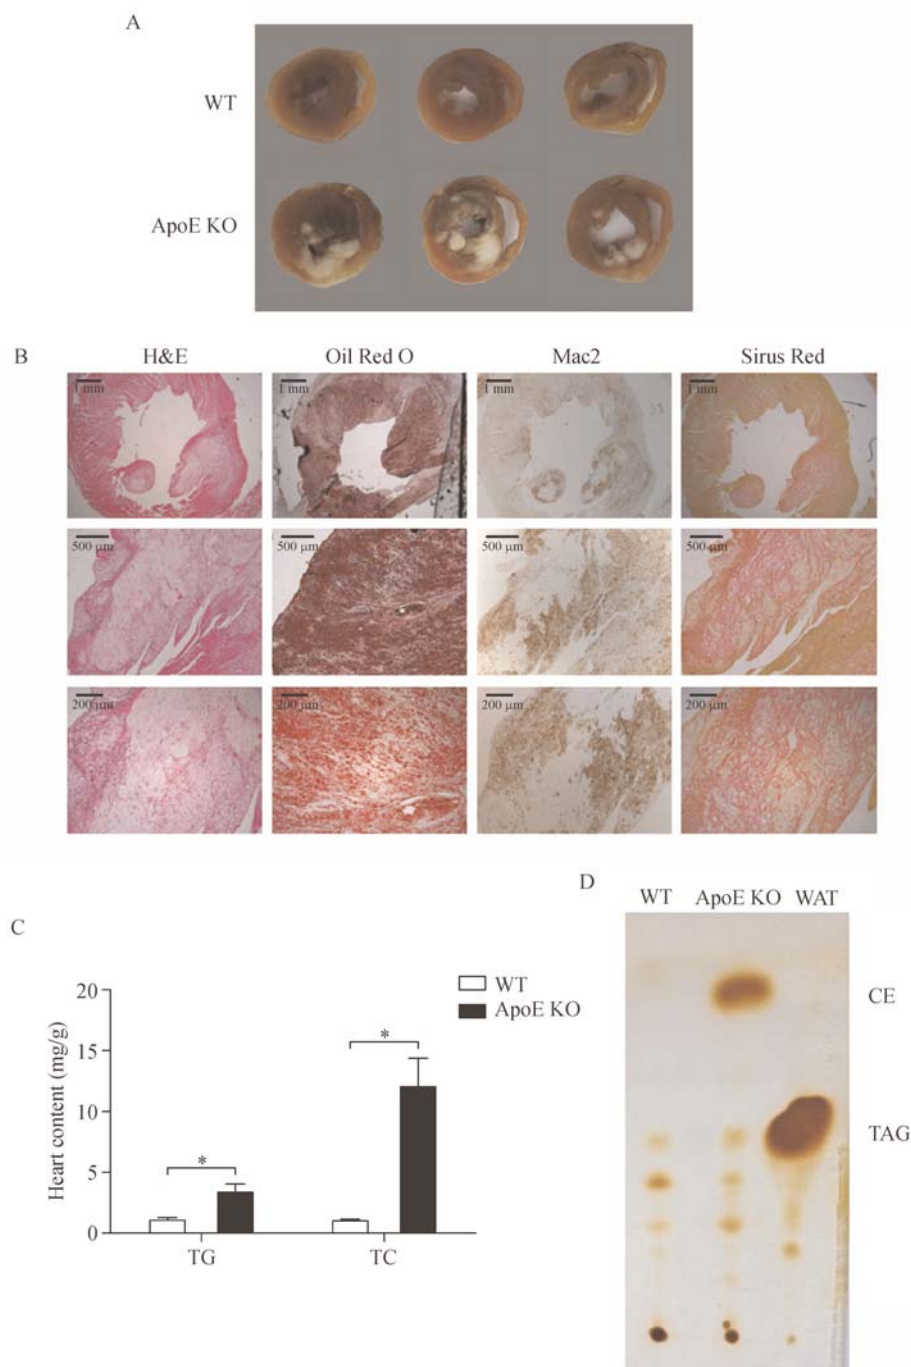 A
WT
ApoE KO
B
H&E Oil Red O Mac2 Sirus Red
1 mm 1 mm 1 mm 1 mm
500 μm 500 μm 500 μm 500 μm
200 μm 200 μm 200 μm 200 μm
C
WT
ApoE KO
Heart content (mg/g)
20
15
10
5
0
* *
TG TC
D
WT ApoE KO WAT
CE
TAG